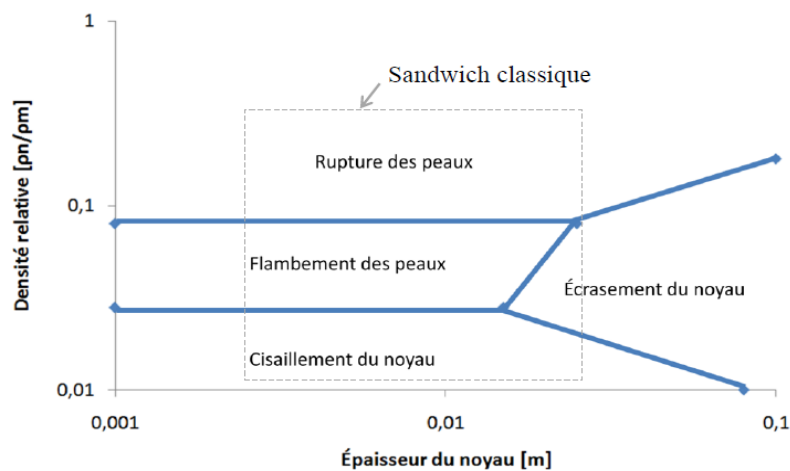 1
Sandwich classique
Rupture des peaux
0,1
Densité relative [ρn/ρm]
Flambement des peaux
Écrasement du noyau
Cisaillement du noyau
0,01
0,001
0,01
0,1
Épaisseur du noyau [m]